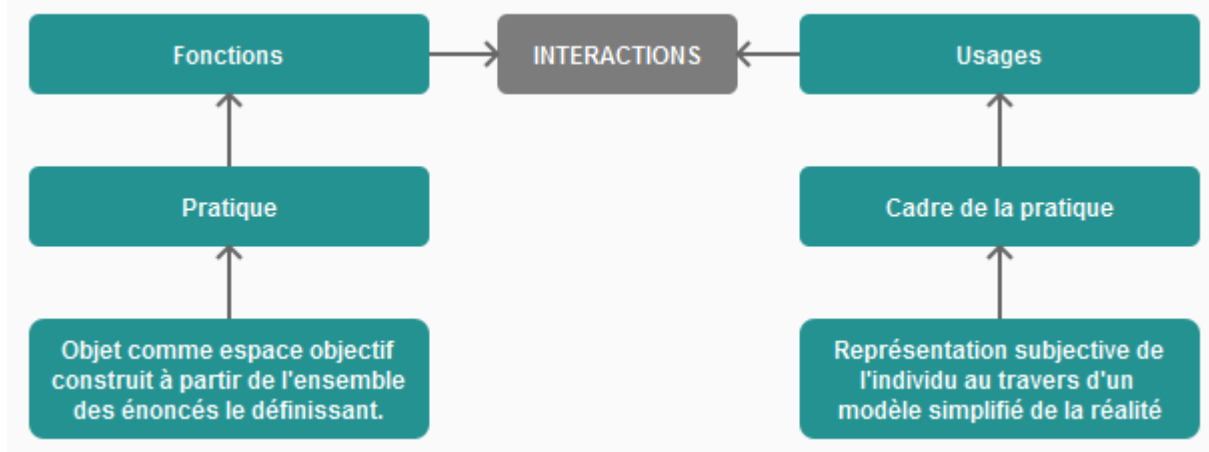 Fonctions
INTERACTIONS
Usages
Pratique
Cadre de la pratique
Objet comme espace objectif
construit à partir de l'ensemble
des énoncés le définissant.
Représentation subjective de
l'individu au travers d'un
modèle simplifié de la réalité